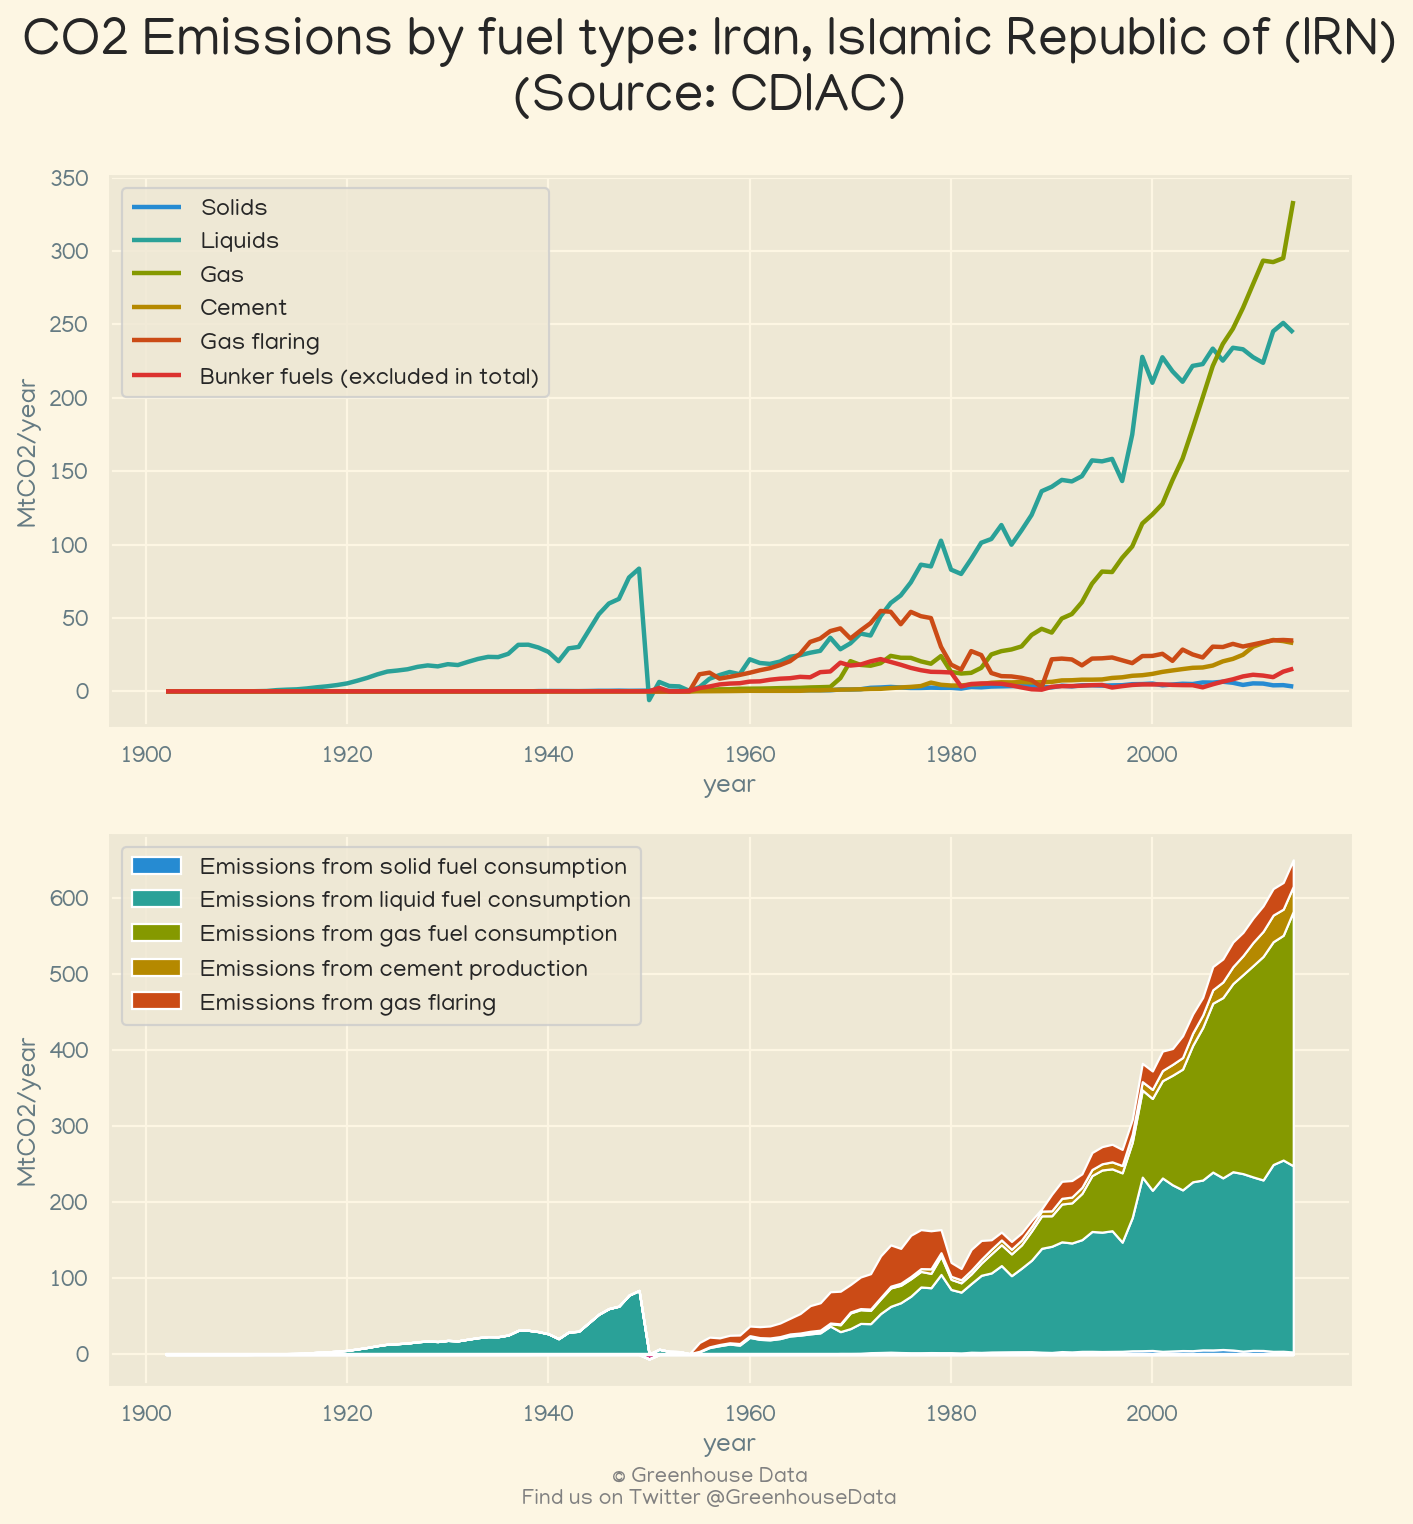 CO2 Emissions by fuel type: Iran, Islamic Republic of (IRN)
(Source: CDIAC)
350
300
250
200
150
100
50
0
MtCO2/year
Solids
Liquids
Gas
Cement
Gas flaring
Bunker fuels (excluded in total)
1900 1920 1940 1960 1980 2000
year
600
500
400
300
200
100
0
MtCO2/year
Emissions from solid fuel consumption
Emissions from liquid fuel consumption
Emissions from gas fuel consumption
Emissions from cement production
Emissions from gas flaring
1900 1920 1940 1960 1980 2000
year
© Greenhouse Data
Find us on Twitter @GreenhouseData